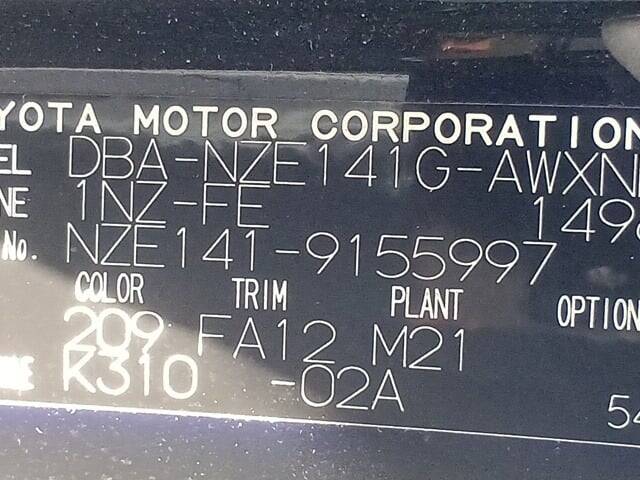 OYOTA MOTOR CORPORATION
EL DBA-NZE141G-AWXN
NE 1NZ-FE 149
No. NZE141-9155997
COLOR TRIM PLANT OPTION
209 FA12 M21
K310 -02A
54